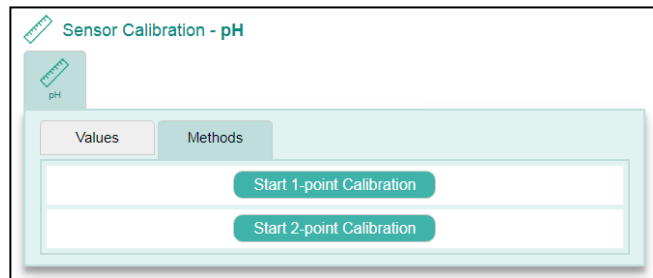 Sensor Calibration - pH
pH
Values Methods
Start 1-point Calibration
Start 2-point Calibration